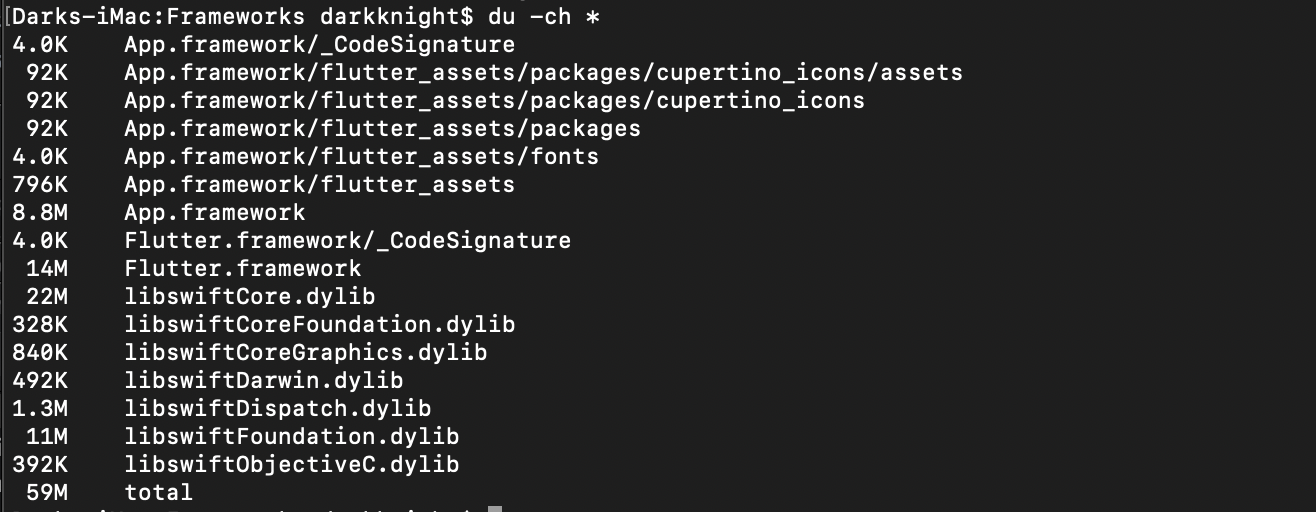 [Darks-iMac:Frameworks darkknight$ du -ch *
4.0K	App.framework/_CodeSignature
 92K	App.framework/flutter_assets/packages/cupertino_icons/assets
 92K	App.framework/flutter_assets/packages/cupertino_icons
 92K	App.framework/flutter_assets/packages
4.0K	App.framework/flutter_assets/fonts
796K	App.framework/flutter_assets
8.8M	App.framework
4.0K	Flutter.framework/_CodeSignature
 14M	Flutter.framework
 22M	libswiftCore.dylib
328K	libswiftCoreFoundation.dylib
840K	libswiftCoreGraphics.dylib
492K	libswiftDarwin.dylib
1.3M	libswiftDispatch.dylib
 11M	libswiftFoundation.dylib
392K	libswiftObjectiveC.dylib
 59M	total